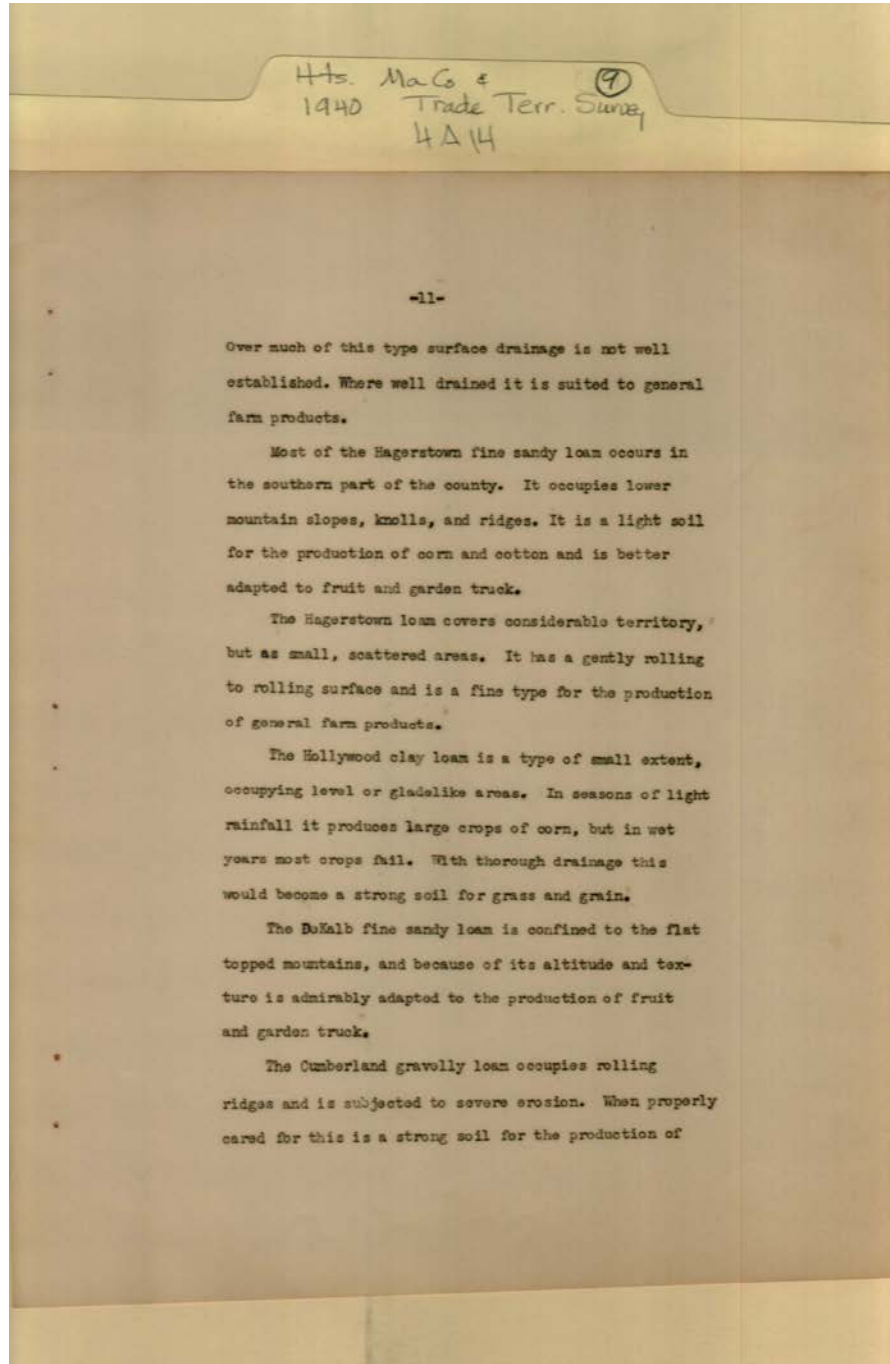 Hts. Ma Co & 9
1940 Trade Terr. Survey
4 Δ 14
-11-
Over much of this type surface drainage is not well
established. Where well drained it is suited to general
farm products.
Most of the Hagerstown fine sandy loam occurs in
the southern part of the county. It occupies lower
mountain slopes, knolls, and ridges. It is a light soil
for the production of corn and cotton and is better
adapted to fruit and garden truck.
The Hagerstown loam covers considerable territory,
but as small, scattered areas. It has a gently rolling
to rolling surface and is a fine type for the production
of general farm products.
The Hollywood clay loam is a type of small extent,
occupying level or gladelike areas. In seasons of light
rainfall it produces large crops of corn, but in wet
years most crops fail. With thorough drainage this
would become a strong soil for grass and grain.
The DeKalb fine sandy loam is confined to the flat
topped mountains, and because of its altitude and tex-
ture is admirably adapted to the production of fruit
and garden truck.
The Cumberland gravelly loam occupies rolling
ridges and is subjected to severe erosion. When properly
cared for this is a strong soil for the production of